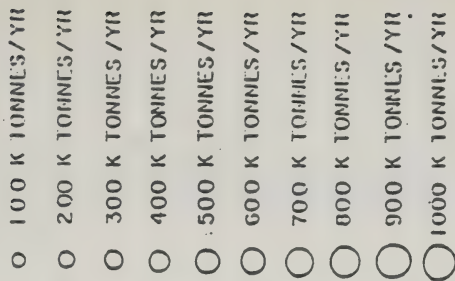 100 K TONNES/YR
200 K TONNES/YR
300 K TONNES/YR
400 K TONNES/YR
500 K TONNES/YR
600 K TONNES/YR
700 K TONNES/YR
800 K TONNES/YR
900 K TONNES/YR
1000 K TONNES/YR